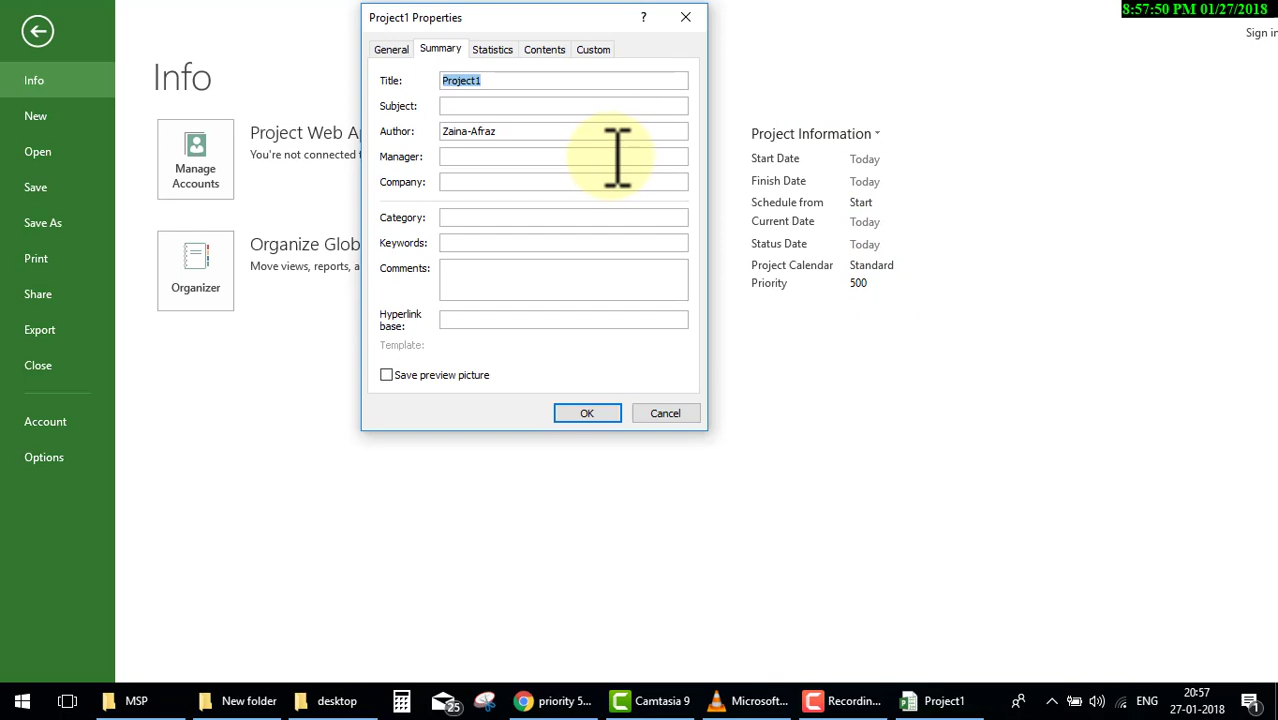 8:57:50 PM 01/27/2018
Sign in
Project1 Properties
?
General
Summary
Statistics
Contents
Custom
Title:
Project1
Subject:
Author:
Zaina-Afraz
Manager:
Company:
Category:
Keywords:
Comments:
Hyperlink
base:
Template:
Save preview picture
OK
Cancel
Info
New
Open
Save
Save As
Print
Share
Export
Close
Account
Options
Info
Manage
Accounts
Project Web Ap
You're not connected t
Organizer
Organize Glob
Move views, reports, a
Project Information
Start Date Today
Finish Date Today
Schedule from Start
Current Date Today
Status Date Today
Project Calendar Standard
Priority 500
MSP
New folder
desktop
25
priority 5...
Camtasia 9
Microsoft...
Recordin...
Project1
ENG
20:57
27-01-2018
1